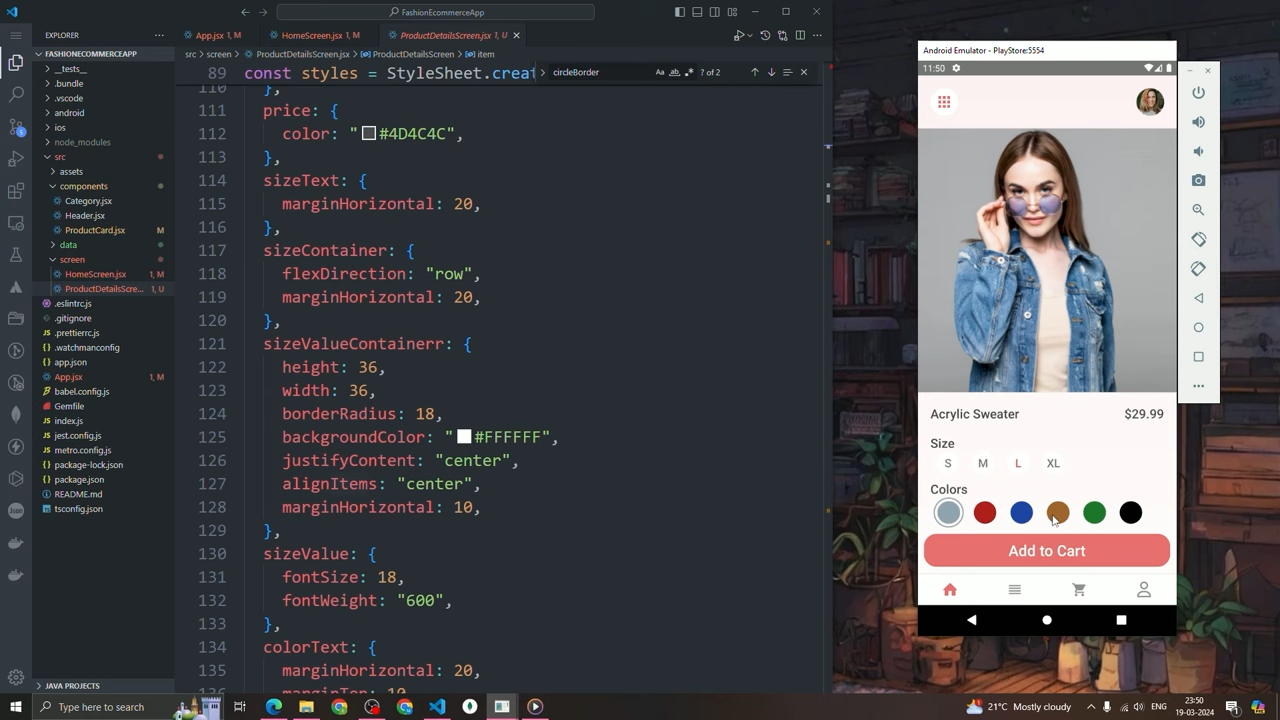 FashionEcommerceApp
EXPLORER
App.jsx 1, M
HomeScreen.jsx 1, M
ProductDetailsScreen.jsx 1, U
src > screen > ProductDetailsScreen.jsx > ProductDetailsScreen > item
circleBorder
Aa
ab
? of 2
FASHIONECOMMERCEAPP
__tests__
.bundle
.vscode
android
ios
node_modules
src
assets
components
Category.jsx
Header.jsx
ProductCard.jsx M
data
screen
HomeScreen.jsx 1, M
ProductDetailsScre... 1, U
.eslintrc.js
.gitignore
.prettierrc.js
.watchmanconfig
app.json
App.jsx 1, M
babel.config.js
Gemfile
index.js
jest.config.js
metro.config.js
package-lock.json
package.json
README.md
tsconfig.json
JAVA PROJECTS
89 const styles = StyleSheet.creat
110 },
111 price: {
112 color: "#4D4C4C",
113 },
114 sizeText: {
115 marginHorizontal: 20,
116 },
117 sizeContainer: {
118 flexDirection: "row",
119 marginHorizontal: 20,
120 },
121 sizeValueContainerr: {
122 height: 36,
123 width: 36,
124 borderRadius: 18,
125 backgroundColor: "#FFFFFF",
126 justifyContent: "center",
127 alignItems: "center",
128 marginHorizontal: 10,
129 },
130 sizeValue: {
131 fontSize: 18,
132 fontWeight: "600",
133 },
134 colorText: {
135 marginHorizontal: 20,
136 marginTop: 10
Android Emulator - PlayStore:5554
11:50
Acrylic Sweater $29.99
Size
S M L XL
Colors
Add to Cart
Type here to search
21°C Mostly cloudy
ENG
23:50
19-03-2024